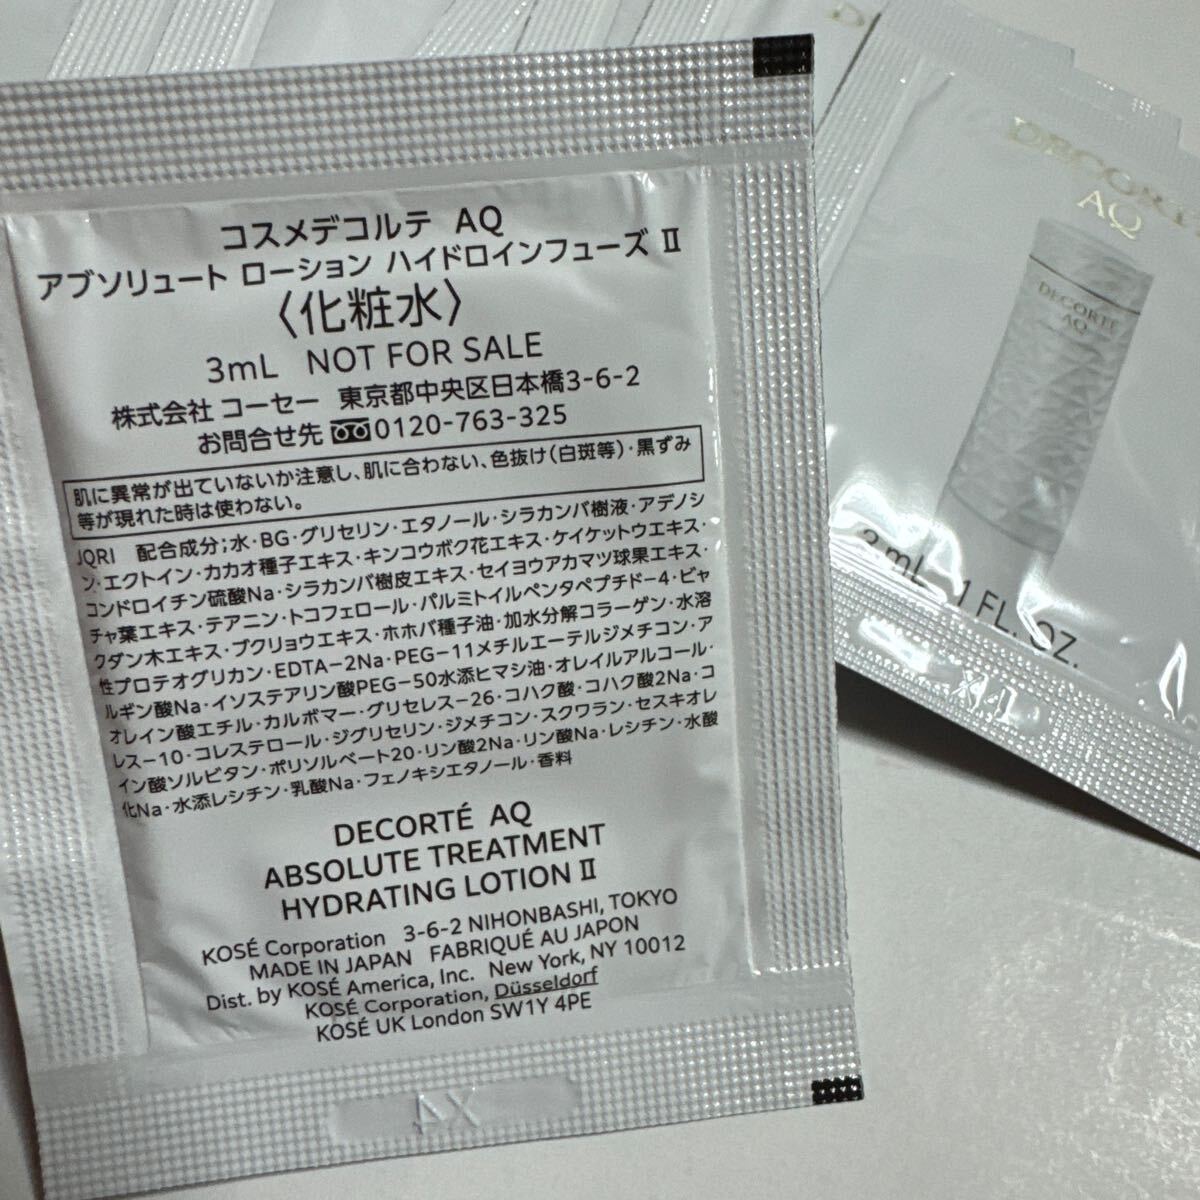 コスメデコルテ AQ
アブソリュート ローション ハイドロインフューズ Ⅱ
〈化粧水〉
3mL NOT FOR SALE
株式会社 コーセー 東京都中央区日本橋3-6-2
お問合せ先 0120-763-325
肌に異常が出ていないか注意し、肌に合わない、色抜け(白斑等)・黒ずみ
等が現れた時は使わない。
JQRI 配合成分;水・BG・グリセリン・エタノール・シラカンバ樹液・アデノシ
ン・エクトイン・カカオ種子エキス・キンコウボク花エキス・ケイケットウエキス・
コンドロイチン硫酸Na・シラカンバ樹皮エキス・セイヨウアカマツ球果エキス・
チャ葉エキス・テアニン・トコフェロール・パルミトイルペンタペプチド-4・ビャ
クダン木エキス・ブクリョウエキス・ホホバ種子油・加水分解コラーゲン・水溶
性プロテオグリカン・EDTA-2Na・PEG-11メチルエーテルジメチコン・ア
ルギン酸Na・イソステアリン酸PEG-50水添ヒマシ油・オレイルアルコール・
オレイン酸エチル・カルボマー・グリセレス-26・コハク酸・コハク酸2Na・コ
レス-10・コレステロール・ジグリセリン・ジメチコン・スクワラン・セスキオレ
イン酸ソルビタン・ポリソルベート20・リン酸2Na・リン酸Na・レシチン・水酸
化Na・水添レシチン・乳酸Na・フェノキシエタノール・香料
DECORTÉ AQ
ABSOLUTE TREATMENT
HYDRATING LOTION Ⅱ
KOSÉ Corporation 3-6-2 NIHONBASHI, TOKYO
MADE IN JAPAN FABRIQUÉ AU JAPON
Dist. by KOSÉ America, Inc. New York, NY 10012
KOSÉ Corporation, Düsseldorf
KOSÉ UK London SW1Y 4PE
DECORTÉ
AQ
DECORTÉ
AQ
3 mL .1 FL. OZ.